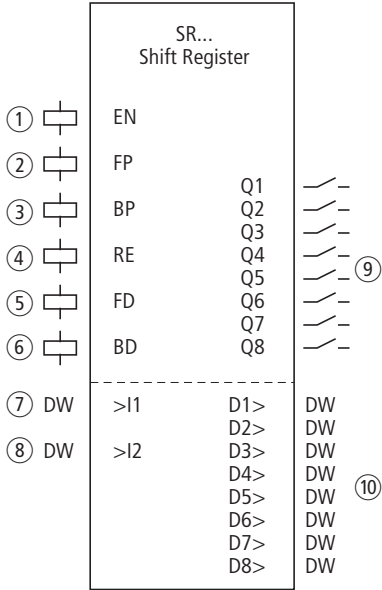 SR...
Shift Register
① EN
② FP
Q1
③ BP Q2
Q3
④ RE Q4 ⑨
Q5
⑤ FD Q6
Q7
⑥ BD Q8
⑦ DW >I1 D1> DW
D2> DW
⑧ DW >I2 D3> DW
D4> DW
D5> DW ⑩
D6> DW
D7> DW
D8> DW